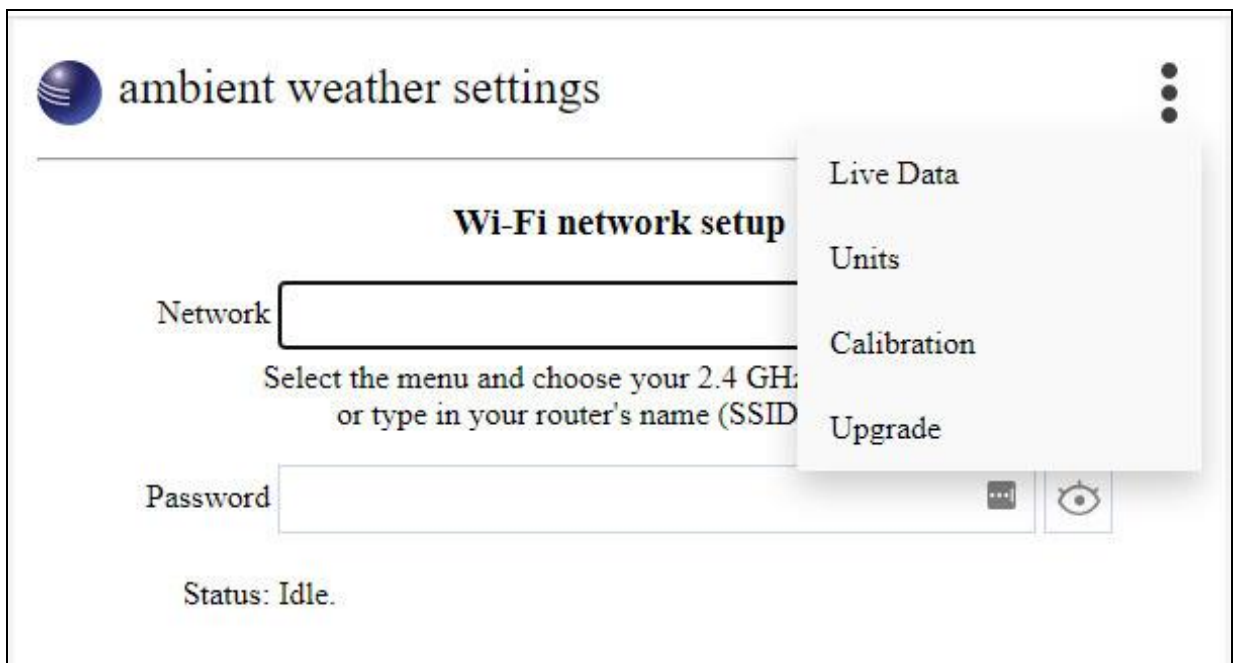 ambient weather settings
Live Data
Wi-Fi network setup
Units
Network
Calibration
Select the menu and choose your 2.4 GHz
or type in your router's name (SSID
Upgrade
Password
Status: Idle.